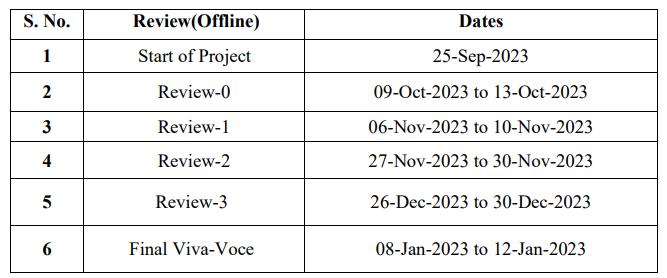 S. No. Review(Offline) Dates
1 Start of Project 25-Sep-2023
2 Review-0 09-Oct-2023 to 13-Oct-2023
3 Review-1 06-Nov-2023 to 10-Nov-2023
4 Review-2 27-Nov-2023 to 30-Nov-2023
5 Review-3 26-Dec-2023 to 30-Dec-2023
6 Final Viva-Voce 08-Jan-2023 to 12-Jan-2023